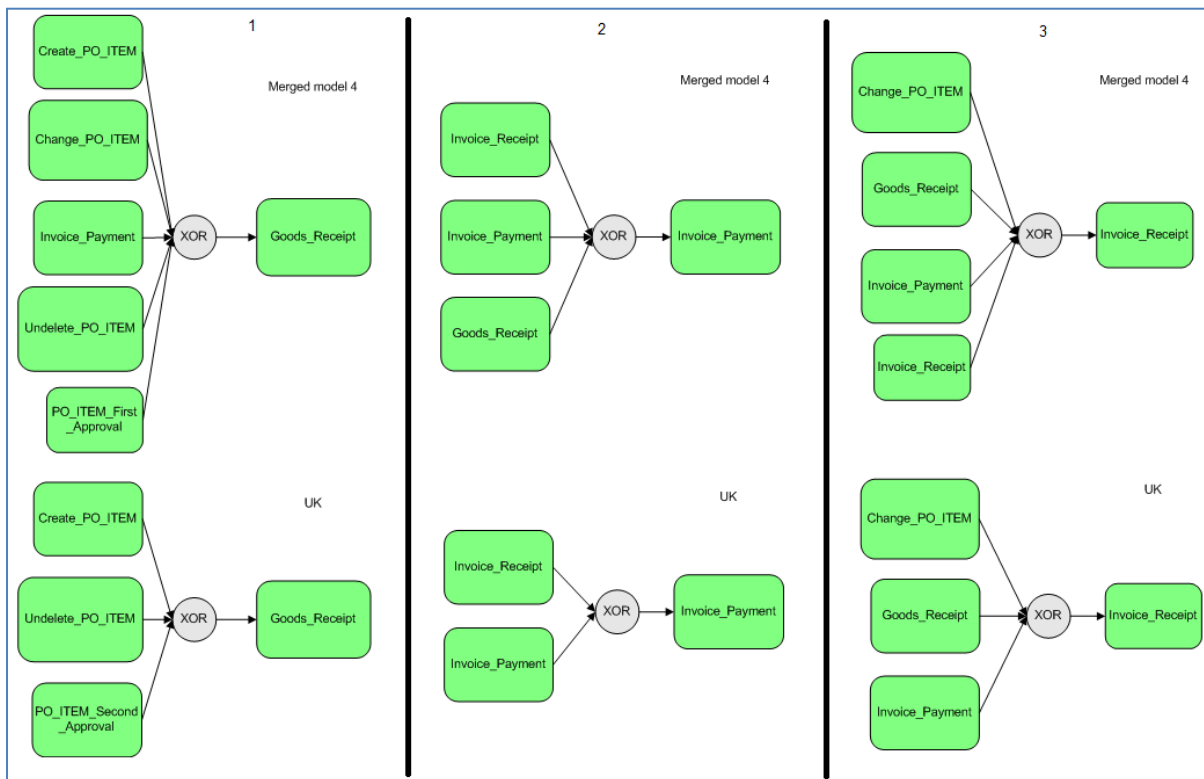 1
Create_PO_ITEM
Merged model 4
Change_PO_ITEM
Invoice_Payment
XOR
Goods_Receipt
Undelete_PO_ITEM
PO_ITEM_First
_Approval
UK
Create_PO_ITEM
Undelete_PO_ITEM
XOR
Goods_Receipt
PO_ITEM_Second
_Approval
2
Merged model 4
Invoice_Receipt
Invoice_Payment
XOR
Invoice_Payment
Goods_Receipt
UK
Invoice_Receipt
XOR
Invoice_Payment
Invoice_Payment
3
Merged model 4
Change_PO_ITEM
Goods_Receipt
XOR
Invoice_Receipt
Invoice_Payment
Invoice_Receipt
UK
Change_PO_ITEM
Goods_Receipt
XOR
Invoice_Receipt
Invoice_Payment